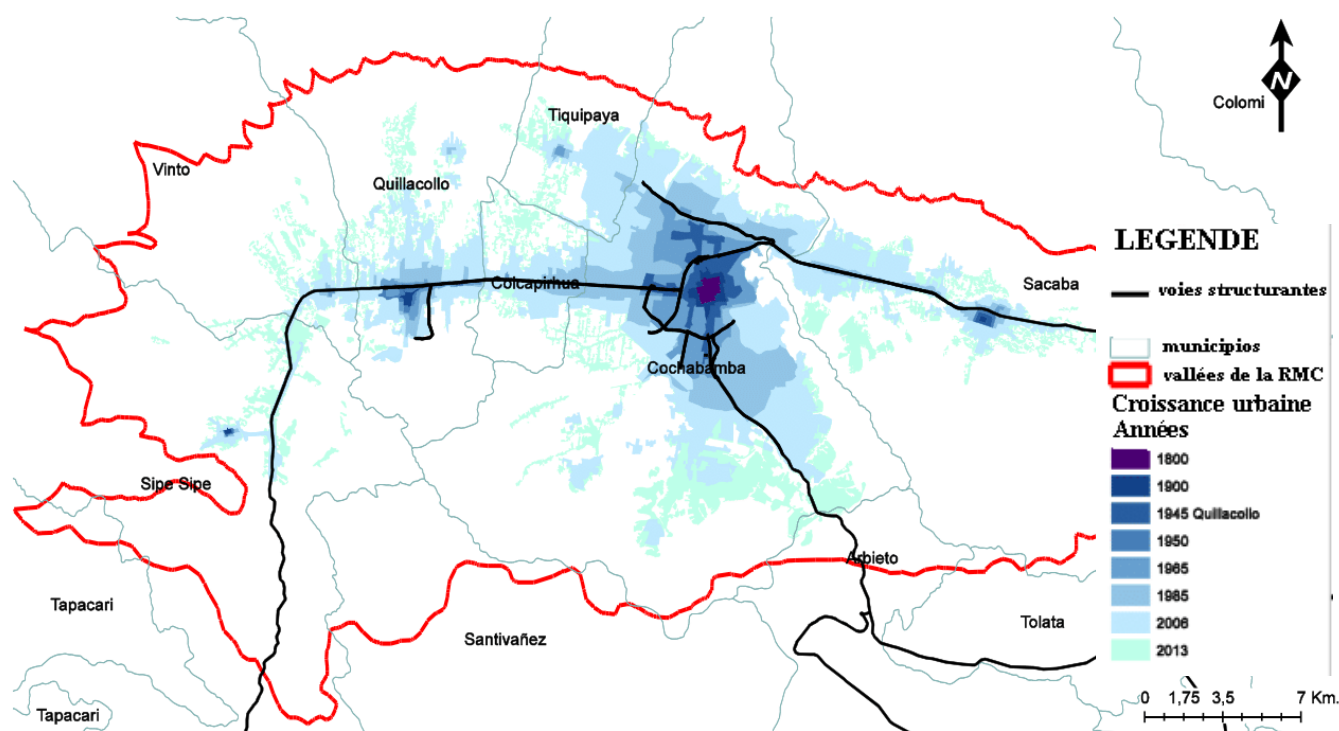 N
Colomi
Tiquipaya
Vinto
Quillacollo
Colcapirhua
Sacaba
Cochabamba
Sipe Sipe
Arbieto
Tapacari
Santivañez
Tolata
Tapacari
LEGENDE
voies structurantes
municipios
vallées de la RMC
Croissance urbaine
Années
1800
1900
1945 Quillacollo
1950
1965
1985
2006
2013
0 1,75 3,5 7 Km.